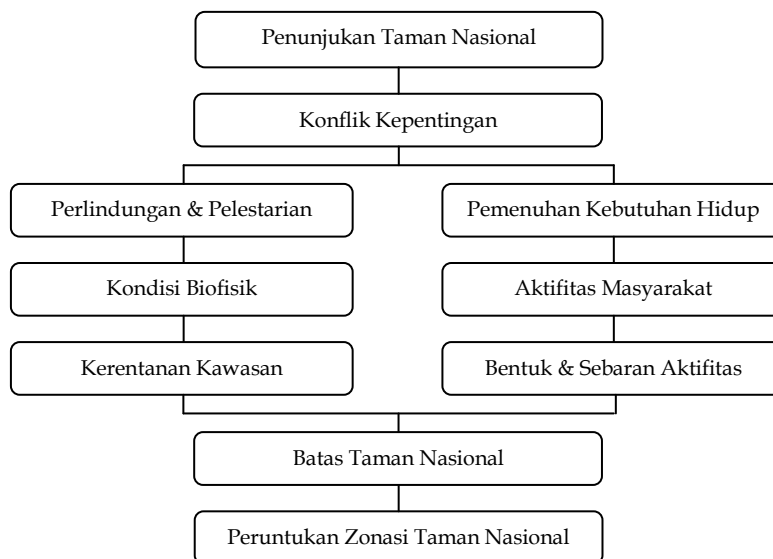 Penunjukan Taman Nasional
Konflik Kepentingan
Perlindungan & Pelestarian
Pemenuhan Kebutuhan Hidup
Kondisi Biofisik
Aktifitas Masyarakat
Kerentanan Kawasan
Bentuk & Sebaran Aktifitas
Batas Taman Nasional
Peruntukan Zonasi Taman Nasional